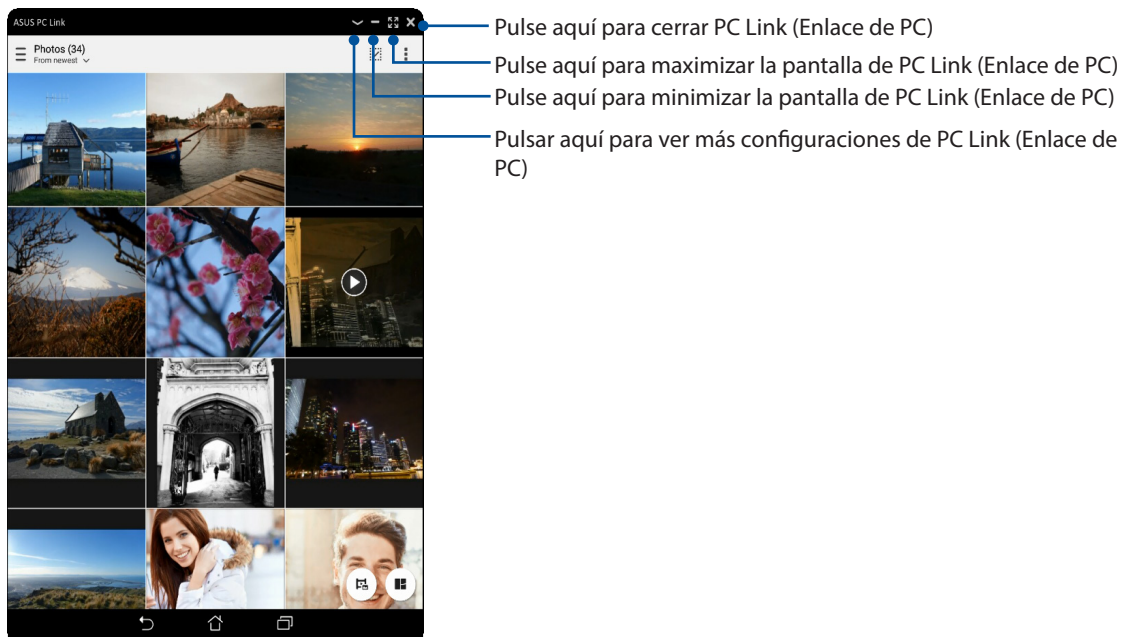 ASUS PC Link
Photos (34)
From newest
Pulse aquí para cerrar PC Link (Enlace de PC)
Pulse aquí para maximizar la pantalla de PC Link (Enlace de PC)
Pulse aquí para minimizar la pantalla de PC Link (Enlace de PC)
Pulsar aquí para ver más configuraciones de PC Link (Enlace de
PC)